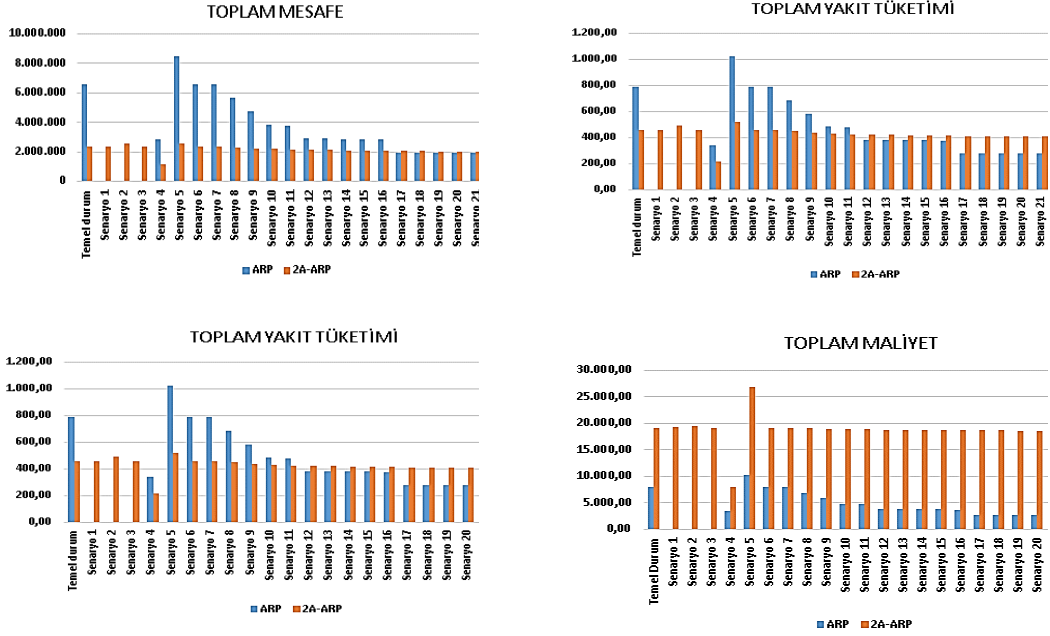 TOPLAM MESAFE
10.000.000
8.000.000
6.000.000
4.000.000
2.000.000
0
Temel durum
Senaryo 1
Senaryo 2
Senaryo 3
Senaryo 4
Senaryo 5
Senaryo 6
Senaryo 7
Senaryo 8
Senaryo 9
Senaryo 10
Senaryo 11
Senaryo 12
Senaryo 13
Senaryo 14
Senaryo 15
Senaryo 16
Senaryo 17
Senaryo 18
Senaryo 19
Senaryo 20
Senaryo 21
ARP 2A-ARP
TOPLAM YAKIT TÜKETİMİ
1.200,00
1.000,00
800,00
600,00
400,00
200,00
0,00
Temel durum
Senaryo 1
Senaryo 2
Senaryo 3
Senaryo 4
Senaryo 5
Senaryo 6
Senaryo 7
Senaryo 8
Senaryo 9
Senaryo 10
Senaryo 11
Senaryo 12
Senaryo 13
Senaryo 14
Senaryo 15
Senaryo 16
Senaryo 17
Senaryo 18
Senaryo 19
Senaryo 20
Senaryo 21
ARP 2A-ARP
TOPLAM YAKIT TÜKETİMİ
1.200,00
1.000,00
800,00
600,00
400,00
200,00
0,00
Temel durum
Senaryo 1
Senaryo 2
Senaryo 3
Senaryo 4
Senaryo 5
Senaryo 6
Senaryo 7
Senaryo 8
Senaryo 9
Senaryo 10
Senaryo 11
Senaryo 12
Senaryo 13
Senaryo 14
Senaryo 15
Senaryo 16
Senaryo 17
Senaryo 18
Senaryo 19
Senaryo 20
ARP 2A-ARP
TOPLAM MALİYET
30.000,00
25.000,00
20.000,00
15.000,00
10.000,00
5.000,00
0,00
Temel Durum
Senaryo 1
Senaryo 2
Senaryo 3
Senaryo 4
Senaryo 5
Senaryo 6
Senaryo 7
Senaryo 8
Senaryo 9
Senaryo 10
Senaryo 11
Senaryo 12
Senaryo 13
Senaryo 14
Senaryo 15
Senaryo 16
Senaryo 17
Senaryo 18
Senaryo 19
Senaryo 20
ARP 2A-ARP